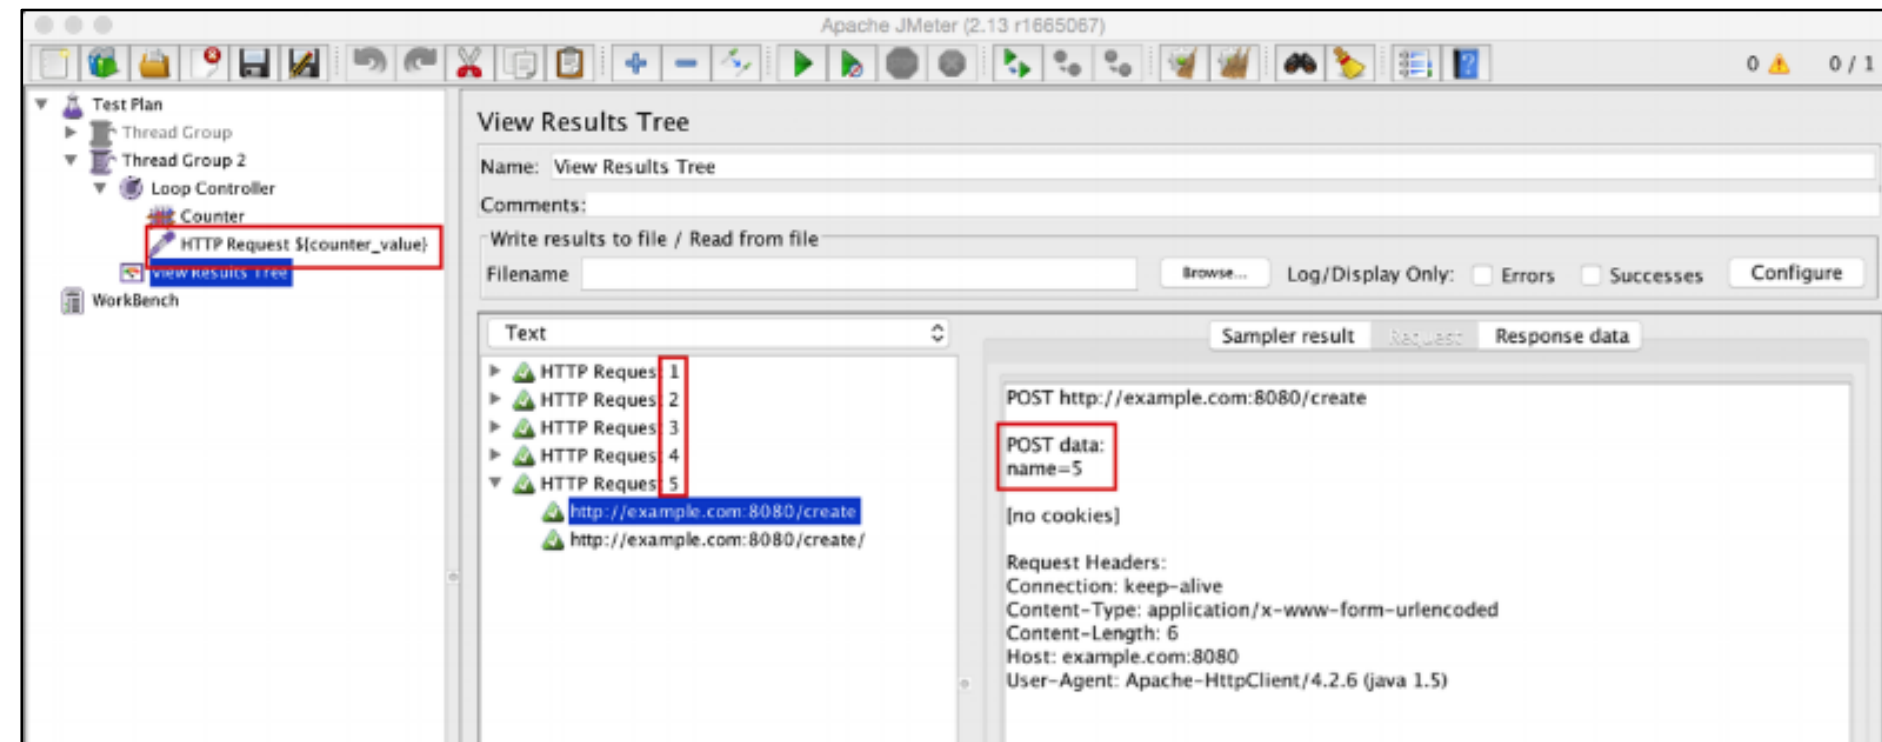 Apache JMeter (2.13 r1665067)
0 0 / 1
Test Plan
Thread Group
Thread Group 2
Loop Controller
Counter
HTTP Request ${counter_value}
View Results Tree
WorkBench
View Results Tree
Name: View Results Tree
Comments:
Write results to file / Read from file
Filename Browse... Log/Display Only: Errors Successes Configure
Text
HTTP Reques 1
HTTP Reques 2
HTTP Reques 3
HTTP Reques 4
HTTP Reques 5
http://example.com:8080/create
http://example.com:8080/create/
Sampler result Request Response data
POST http://example.com:8080/create
POST data:
name=5
[no cookies]
Request Headers:
Connection: keep-alive
Content-Type: application/x-www-form-urlencoded
Content-Length: 6
Host: example.com:8080
User-Agent: Apache-HttpClient/4.2.6 (java 1.5)